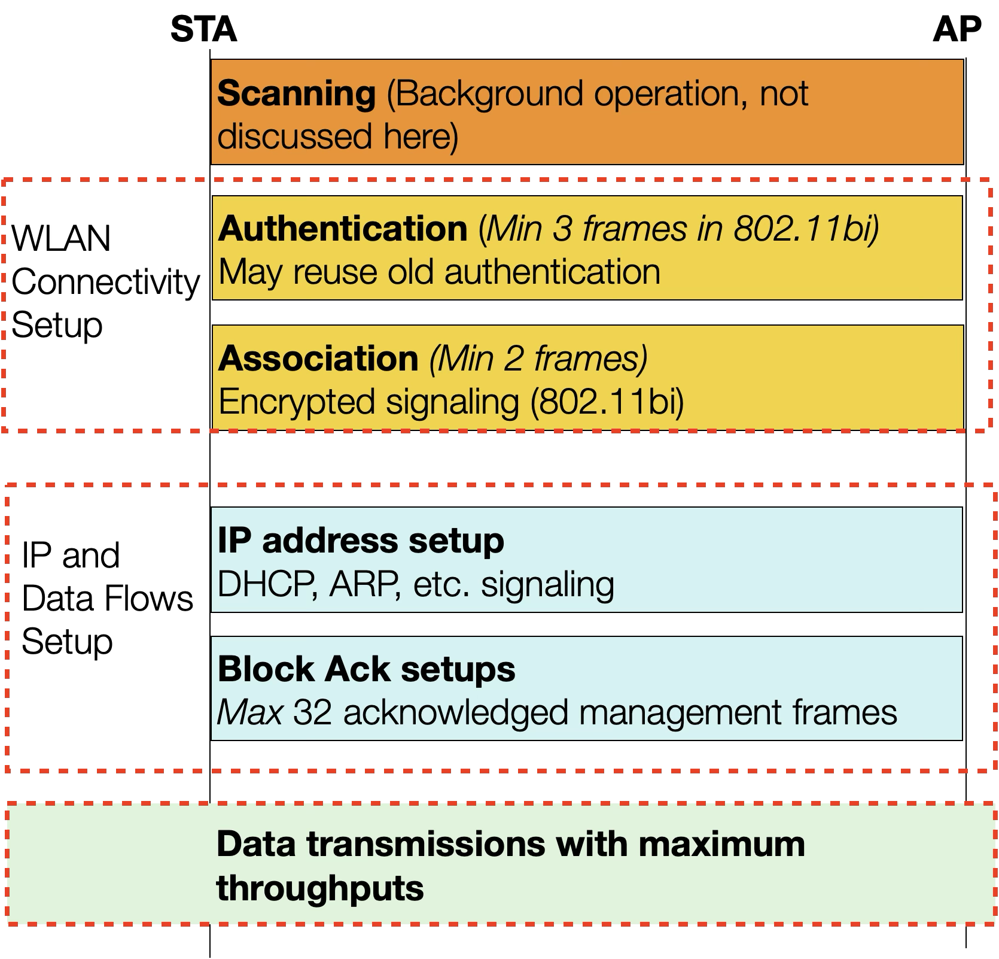 STA
AP
Scanning (Background operation, not
discussed here)
WLAN
Connectivity
Setup
Authentication (Min 3 frames in 802.11bi)
May reuse old authentication
Association (Min 2 frames)
Encrypted signaling (802.11bi)
IP and
Data Flows
Setup
IP address setup
DHCP, ARP, etc. signaling
Block Ack setups
Max 32 acknowledged management frames
Data transmissions with maximum
throughputs